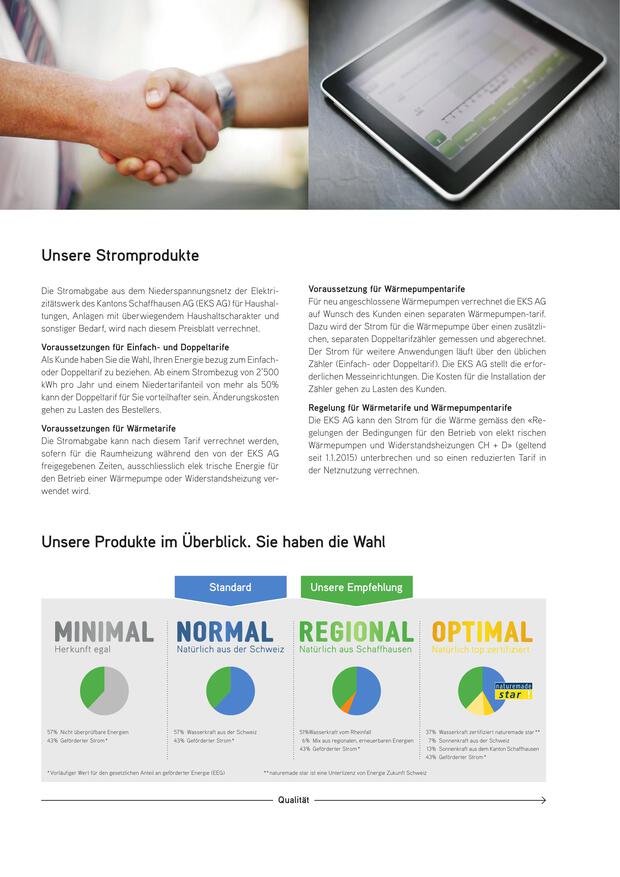 Unsere Stromprodukte
Die Stromabgabe aus dem Niederspannungsnetz der Elektri-
zitätswerk des Kantons Schaffhausen AG (EKS AG) für Haushal-
tungen, Anlagen mit überwiegendem Haushaltscharakter und
sonstiger Bedarf, wird nach diesem Preisblatt verrechnet.
Voraussetzungen für Einfach- und Doppeltarife
Als Kunde haben Sie die Wahl, Ihren Energie bezug zum Einfach-
oder Doppeltarif zu beziehen. Ab einem Strombezug von 2'500
kWh pro Jahr und einem Niedertarifanteil von mehr als 50%
kann der Doppeltarif für Sie vorteilhafter sein. Änderungskosten
gehen zu Lasten des Bestellers.
Voraussetzungen für Wärmetarife
Die Stromabgabe kann nach diesem Tarif verrechnet werden,
sofern für die Raumheizung während den von der EKS AG
freigegebenen Zeiten, ausschliesslich elek trische Energie für
den Betrieb einer Wärmepumpe oder Widerstandsheizung ver-
wendet wird.
Voraussetzung für Wärmepumpentarife
Für neu angeschlossene Wärmepumpen verrechnet die EKS AG
auf Wunsch des Kunden einen separaten Wärmepumpen-tarif.
Dazu wird der Strom für die Wärmepumpe über einen zusätzli-
chen, separaten Doppeltarifzähler gemessen und abgerechnet.
Der Strom für weitere Anwendungen läuft über den üblichen
Zähler (Einfach- oder Doppeltarif). Die EKS AG stellt die erfor-
derlichen Messeinrichtungen. Die Kosten für die Installation der
Zähler gehen zu Lasten des Kunden.
Regelung für Wärmetarife und Wärmepumpentarife
Die EKS AG kann den Strom für die Wärme gemäss den «Re-
gelungen der Bedingungen für den Betrieb von elekt rischen
Wärmepumpen und Widerstandsheizungen CH + D» (geltend
seit 1.1.2015) unterbrechen und so einen reduzierten Tarif in
der Netznutzung verrechnen.
Unsere Produkte im Überblick. Sie haben die Wahl
Standard
Unsere Empfehlung
MINIMAL
Herkunft egal
57% Nicht überprüfbare Energien
43% Geförderter Strom*
NORMAL
Natürlich aus der Schweiz
57% Wasserkraft aus der Schweiz
43% Geförderter Strom*
REGIONAL
Natürlich aus Schaffhausen
51%Wasserkraft vom Rheinfall
6% Mix aus regionalen, erneuerbaren Energien
43% Geförderter Strom*
OPTIMAL
Natürlich top zertifiziert
naturemade
star!
37% Wasserkraft zertifiziert naturemade star**
7% Sonnenkraft aus der Schweiz
13% Sonnenkraft aus dem Kanton Schaffhausen
43% Geförderter Strom*
*Vorläufiger Wert für den gesetzlichen Anteil an geförderter Energie (EEG)
**naturemade star ist eine Unterlizenz von Energie Zukunft Schweiz
Qualität